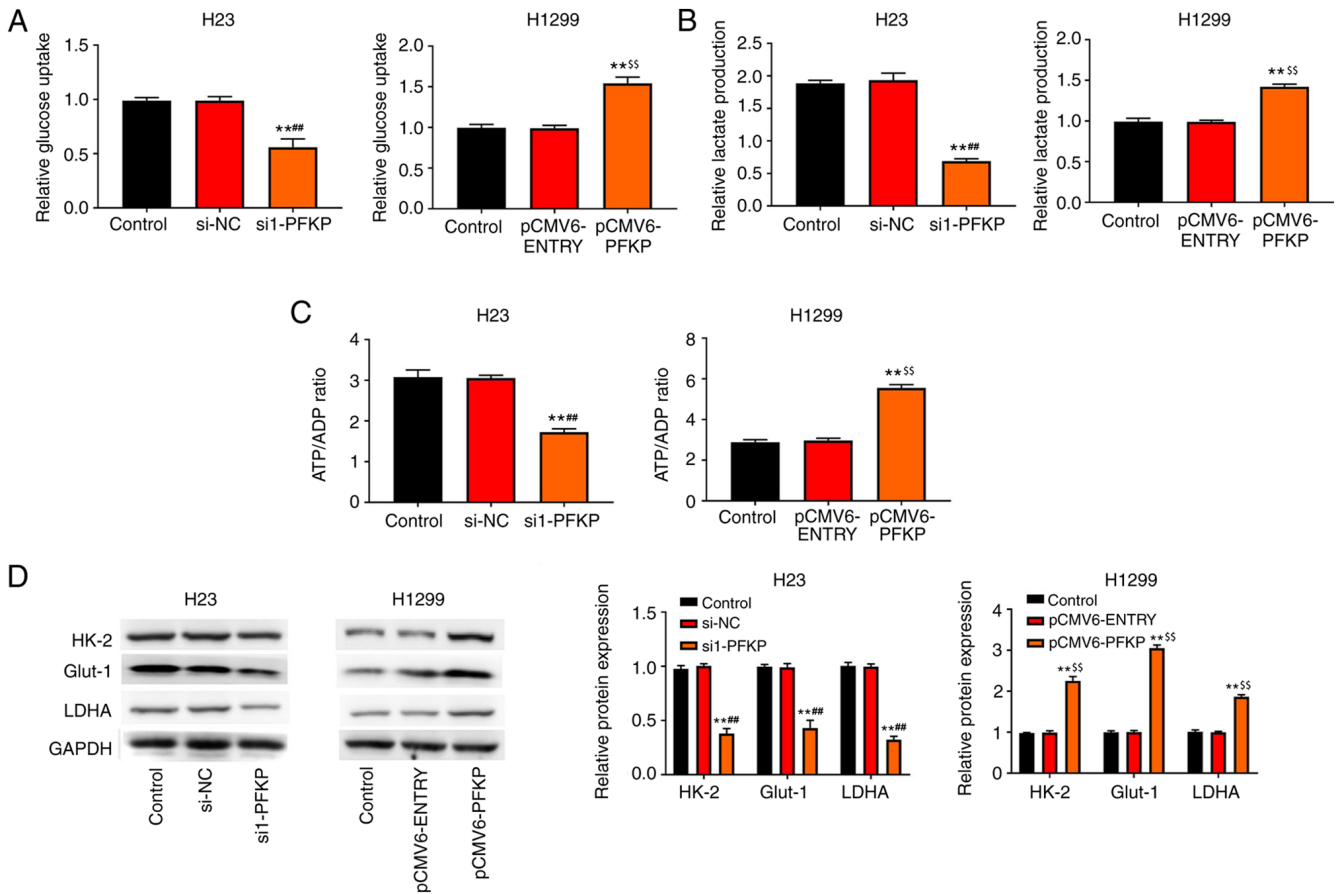 A
H23
Relative glucose uptake
1.5
1.0
0.5
0.0
**##
Control
si-NC
si1-PFKP
H1299
Relative glucose uptake
2.0
1.5
1.0
0.5
0.0
**$$
Control
pCMV6-
ENTRY
pCMV6-
PFKP
B
H23
Relative lactate production
2.5
2.0
1.5
1.0
0.5
0.0
**##
Control
si-NC
si1-PFKP
H1299
Relative lactate production
2.0
1.5
1.0
0.5
0.0
**$$
Control
pCMV6-
ENTRY
pCMV6-
PFKP
C
H23
ATP/ADP ratio
4
3
2
1
0
**##
Control
si-NC
si1-PFKP
H1299
ATP/ADP ratio
8
6
4
2
0
**$$
Control
pCMV6-
ENTRY
pCMV6-
PFKP
D
H23
H1299
HK-2
Glut-1
LDHA
GAPDH
Control
si-NC
si1-PFKP
Control
pCMV6-ENTRY
pCMV6-PFKP
H23
Relative protein expression
1.5
1.0
0.5
0.0
Control
si-NC
si1-PFKP
**##
**##
**##
HK-2
Glut-1
LDHA
H1299
Relative protein expression
4
3
2
1
0
Control
pCMV6-ENTRY
pCMV6-PFKP
**$$
**$$
**$$
HK-2
Glut-1
LDHA